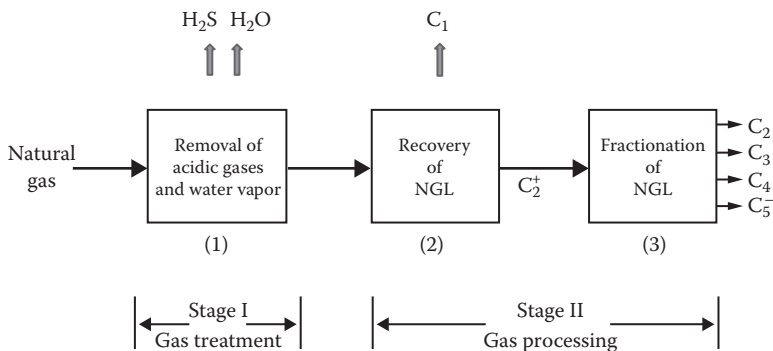 H₂S H₂O
C₁
Natural
gas
Removal of
acidic gases
and water vapor
Recovery
of
NGL
C₂⁺
Fractionation
of
NGL
C₂
C₃
C₄
C₅⁻
(1)
(2)
(3)
Stage I
Gas treatment
Stage II
Gas processing